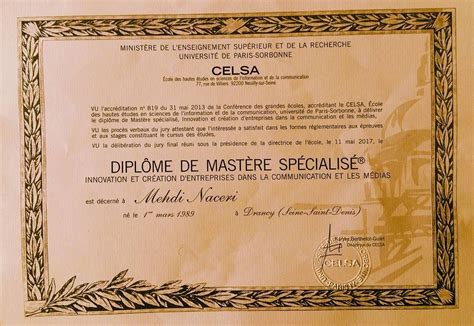 MINISTÈRE DE L'ENSEIGNEMENT SUPÉRIEUR ET DE LA RECHERCHE
UNIVERSITÉ DE PARIS-SORBONNE
CELSA
École des hautes études en sciences de l'information et de la communication
77, rue de Villiers, 92200 Neuilly-sur-Seine
VU l'accréditation n° 819 du 31 mai 2013 de la Conférence des grandes écoles, accréditant le CELSA, École
des hautes études en sciences de l'information et de la communication, université de Paris-Sorbonne, à délivrer
le diplôme de Mastère spécialisé, Innovation et création d'entreprises dans la communication et les médias,
VU les procès verbaux du jury attestant que l'intéressée a satisfait dans les formes réglementaires aux épreuves
et aux stages constituant le cursus des études.
VU la délibération du jury final réuni sous la présidence de la directrice de l'école, le 11 mai 2017,
DIPLÔME DE MASTÈRE SPÉCIALISÉ®
INNOVATION ET CRÉATION D'ENTREPRISES DANS LA COMMUNICATION ET LES MÉDIAS
est décerné à Mehdi Naceri
né le 1er mars 1989 à Drancy (Seine-Saint-Denis)
Karine Berthelot-Guiet
Directrice du CELSA
CELSA